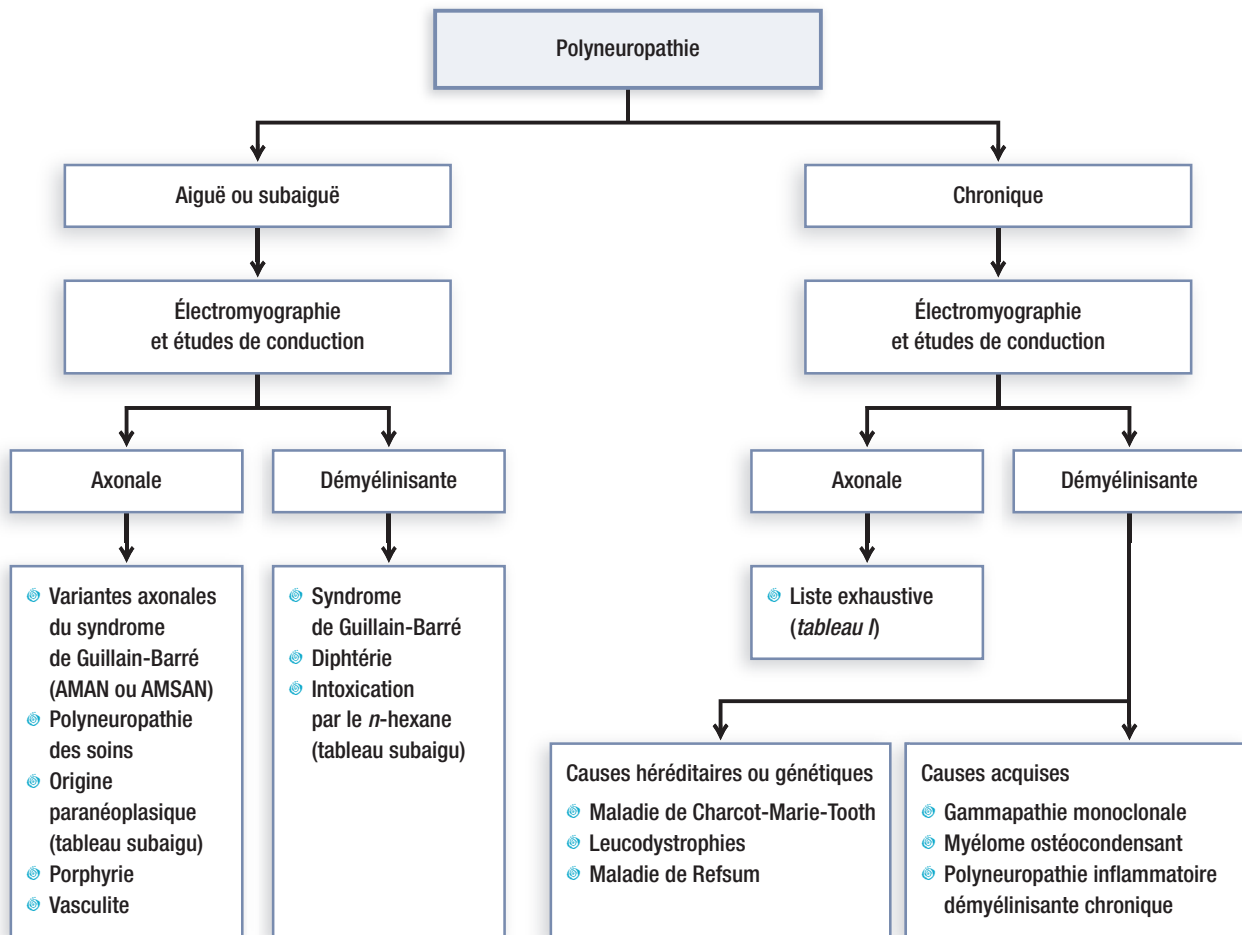 Polyneuropathie
Aiguë ou subaiguë
Chronique
Électromyographie
et études de conduction
Électromyographie
et études de conduction
Axonale
Démyélinisante
Axonale
Démyélinisante
Variantes axonales
du syndrome
de Guillain-Barré
(AMAN ou AMSAN)
Polyneuropathie
des soins
Origine
paranéoplasique
(tableau subaigu)
Porphyrie
Vasculite
Syndrome
de Guillain-Barré
Diphtérie
Intoxication
par le n-hexane
(tableau subaigu)
Liste exhaustive
(tableau I)
Causes héréditaires ou génétiques
Maladie de Charcot-Marie-Tooth
Leucodystrophies
Maladie de Refsum
Causes acquises
Gammapathie monoclonale
Myélome ostéocondensant
Polyneuropathie inflammatoire
démyélinisante chronique